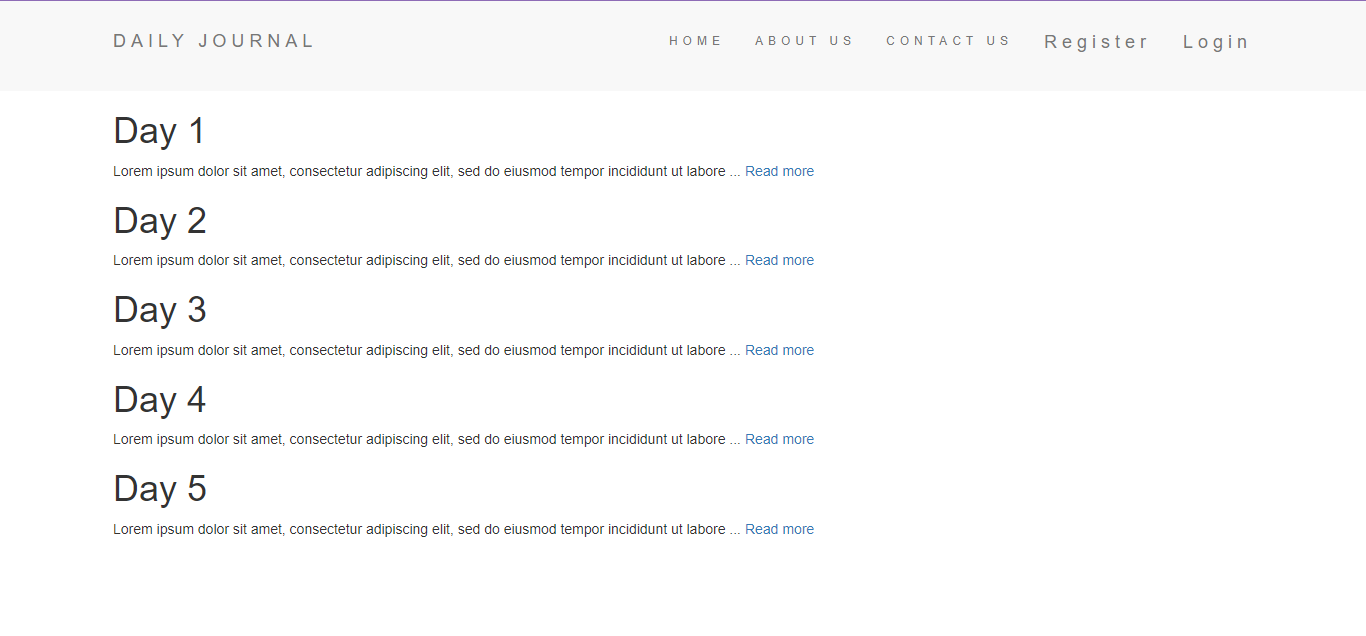 DAILY JOURNAL HOME ABOUT US CONTACT US Register Login
Day 1
Lorem ipsum dolor sit amet, consectetur adipiscing elit, sed do eiusmod tempor incididunt ut labore ... Read more
Day 2
Lorem ipsum dolor sit amet, consectetur adipiscing elit, sed do eiusmod tempor incididunt ut labore ... Read more
Day 3
Lorem ipsum dolor sit amet, consectetur adipiscing elit, sed do eiusmod tempor incididunt ut labore ... Read more
Day 4
Lorem ipsum dolor sit amet, consectetur adipiscing elit, sed do eiusmod tempor incididunt ut labore ... Read more
Day 5
Lorem ipsum dolor sit amet, consectetur adipiscing elit, sed do eiusmod tempor incididunt ut labore ... Read more